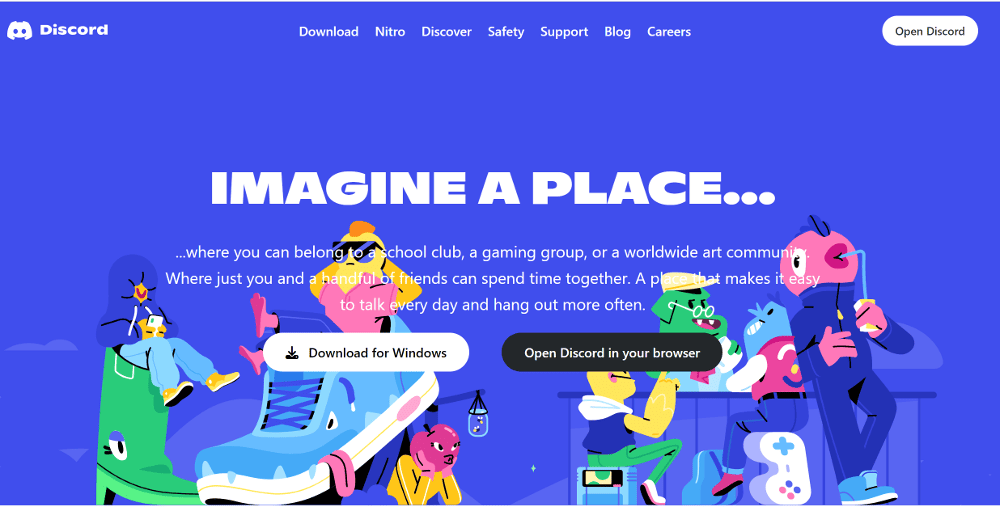 Discord
Download Nitro Discover Safety Support Blog Careers
Open Discord
IMAGINE A PLACE...
...where you can belong to a school club, a gaming group, or a worldwide art community.
Where just you and a handful of friends can spend time together. A place that makes it easy
to talk every day and hang out more often.
Download for Windows
Open Discord in your browser